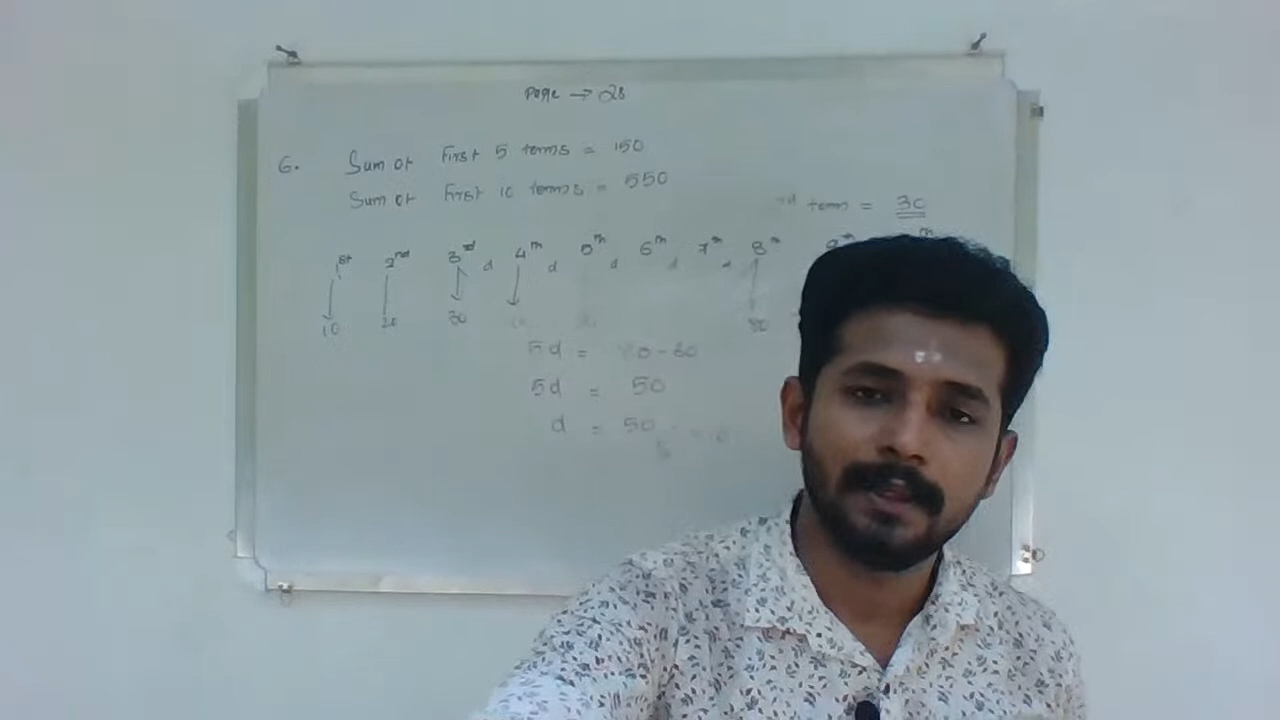 Page → 28
6. Sum of First 5 terms = 150
Sum of First 10 terms = 550
term = 30
1st 2nd 3rd d 4th d 5th d 6th d 7th d 8th
10 20 30 80
5d = 80-30
5d = 50
d = 50